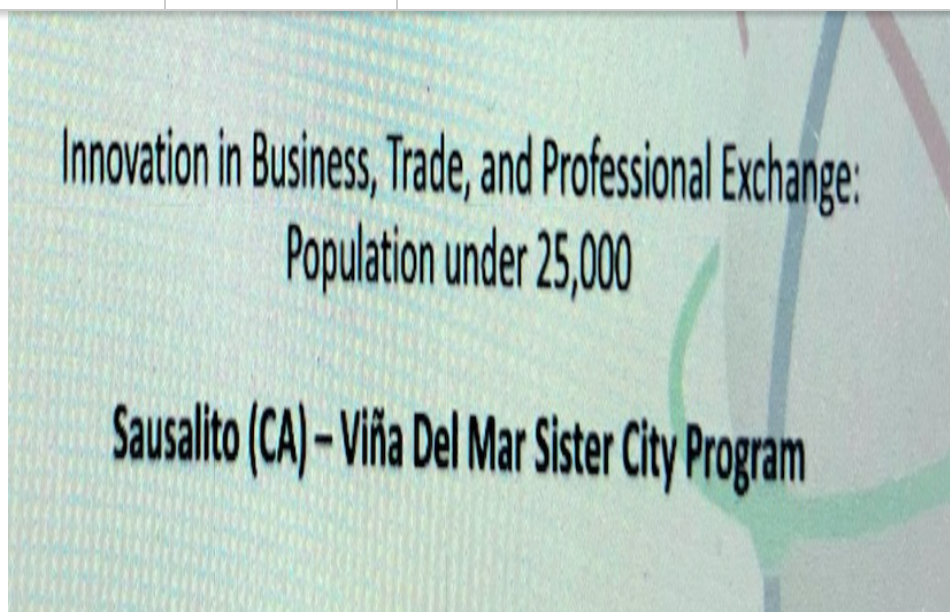 Innovation in Business, Trade, and Professional Exchange:
Population under 25,000
Sausalito (CA) – Viña Del Mar Sister City Program